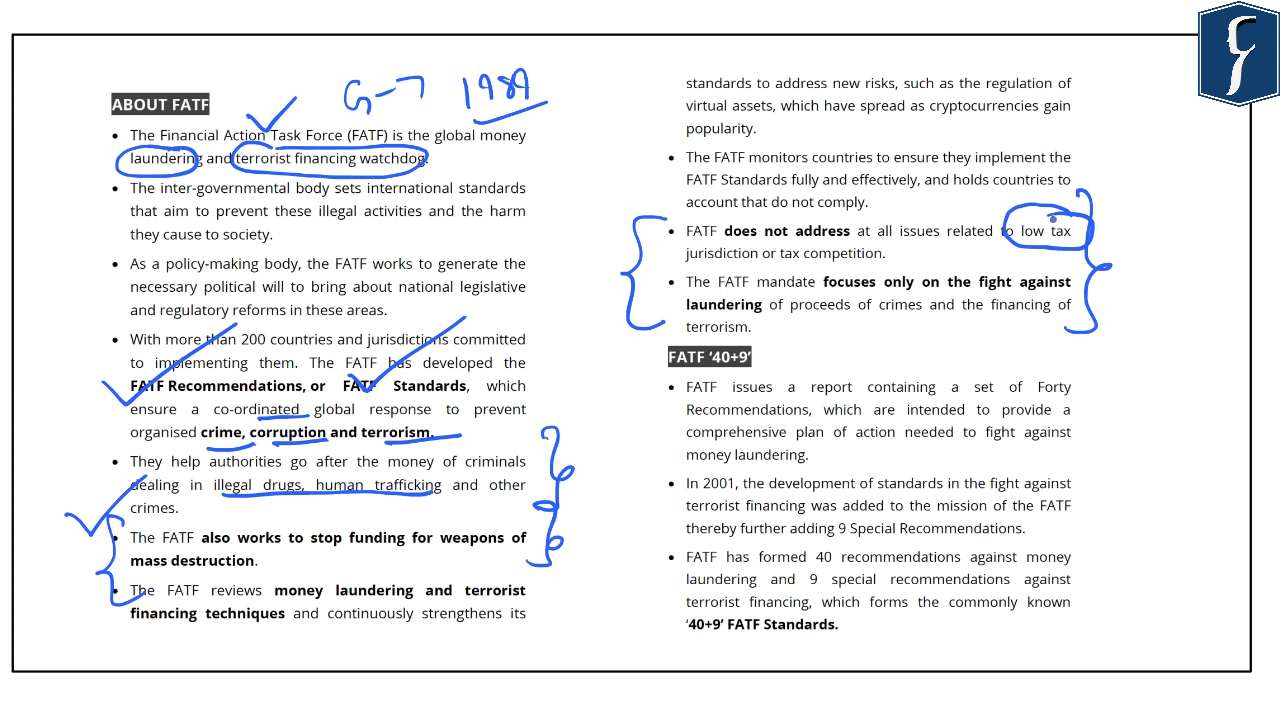 G-7 1989
ABOUT FATF
• The Financial Action Task Force (FATF) is the global money
laundering and terrorist financing watchdog.
• The inter-governmental body sets international standards
that aim to prevent these illegal activities and the harm
they cause to society.
• As a policy-making body, the FATF works to generate the
necessary political will to bring about national legislative
and regulatory reforms in these areas.
• With more than 200 countries and jurisdictions committed
to implementing them. The FATF has developed the
FATF Recommendations, or FATF Standards, which
ensure a co-ordinated global response to prevent
organised crime, corruption and terrorism.
• They help authorities go after the money of criminals
dealing in illegal drugs, human trafficking and other
crimes.
• The FATF also works to stop funding for weapons of
mass destruction.
• The FATF reviews money laundering and terrorist
financing techniques and continuously strengthens its
standards to address new risks, such as the regulation of
virtual assets, which have spread as cryptocurrencies gain
popularity.
• The FATF monitors countries to ensure they implement the
FATF Standards fully and effectively, and holds countries to
account that do not comply.
• FATF does not address at all issues related to low tax
jurisdiction or tax competition.
• The FATF mandate focuses only on the fight against
laundering of proceeds of crimes and the financing of
terrorism.
FATF ‘40+9’
• FATF issues a report containing a set of Forty
Recommendations, which are intended to provide a
comprehensive plan of action needed to fight against
money laundering.
• In 2001, the development of standards in the fight against
terrorist financing was added to the mission of the FATF
thereby further adding 9 Special Recommendations.
• FATF has formed 40 recommendations against money
laundering and 9 special recommendations against
terrorist financing, which forms the commonly known
‘40+9’ FATF Standards.